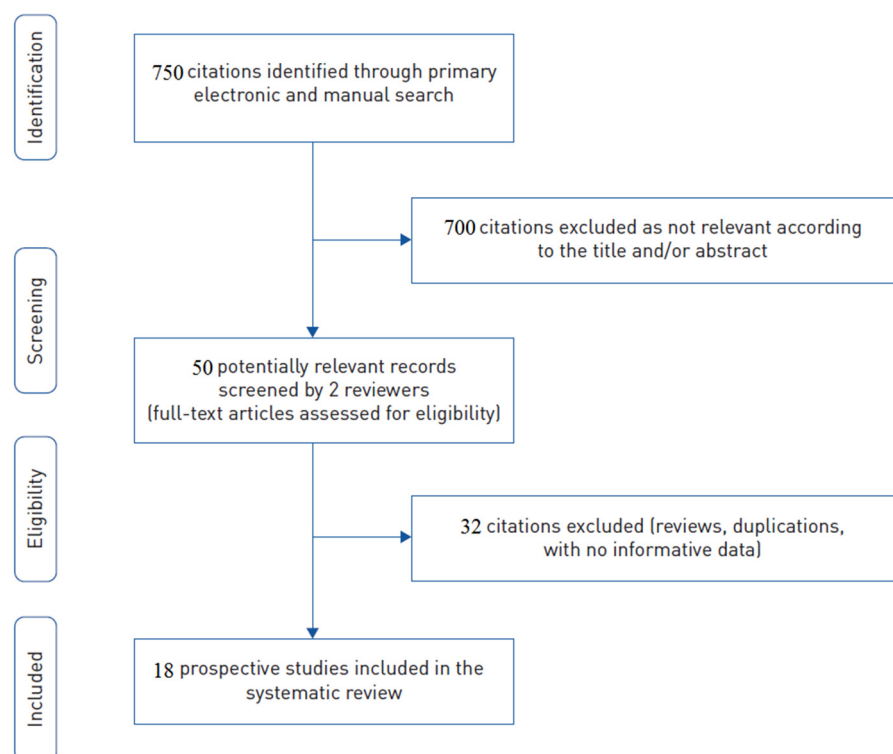 Identification
750 citations identified through primary
electronic and manual search
700 citations excluded as not relevant according
to the title and/or abstract
Screening
50 potentially relevant records
screened by 2 reviewers
(full-text articles assessed for eligibility)
Eligibility
32 citations excluded (reviews, duplications,
with no informative data)
Included
18 prospective studies included in the
systematic review